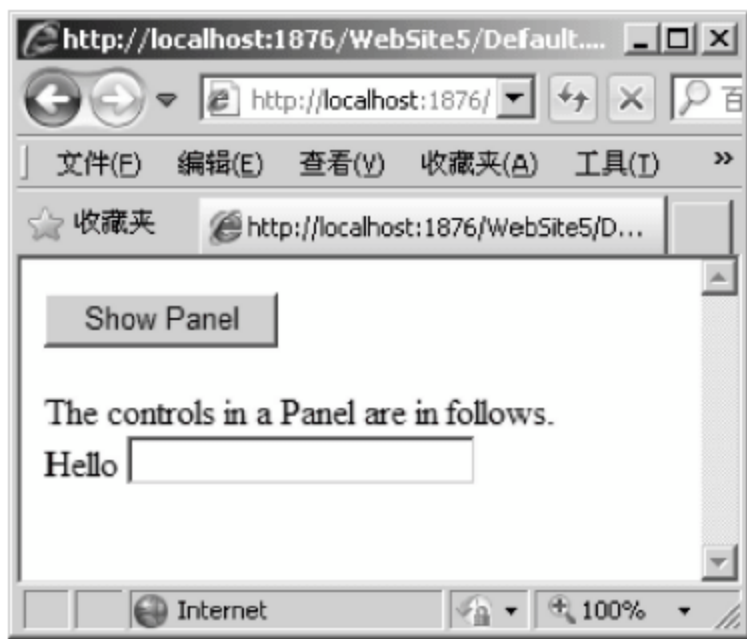 http://localhost:1876/WebSite5/Default....
http://localhost:1876/
百
文件(F) 编辑(E) 查看(V) 收藏夹(A) 工具(T) »
收藏夹 http://localhost:1876/WebSite5/D...
Show Panel
The controls in a Panel are in follows.
Hello
Internet 100%